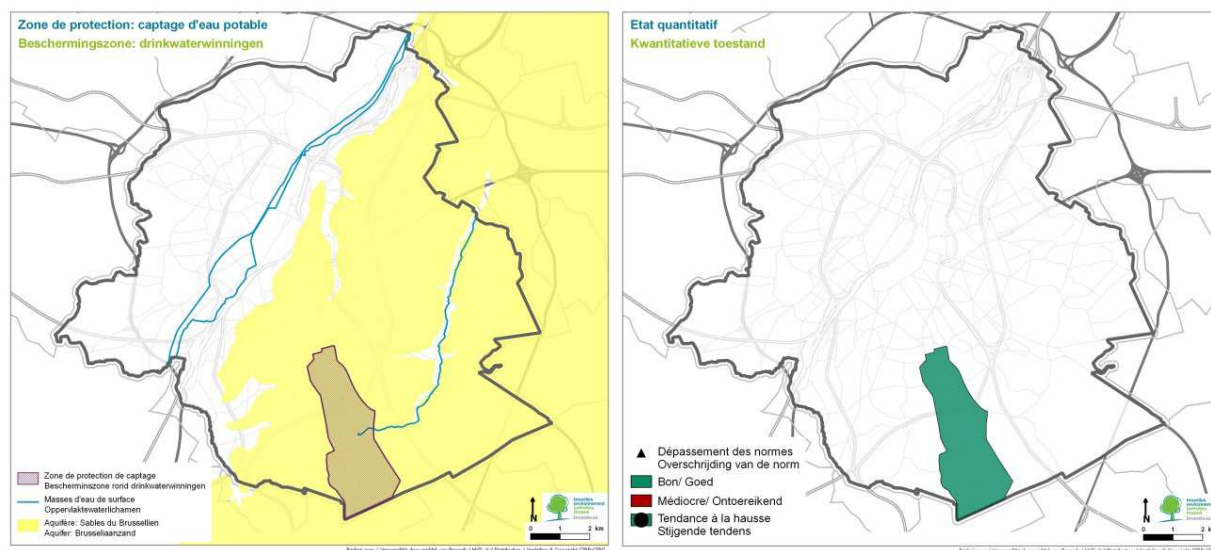 Zone de protection: captage d'eau potable
Beschermingszone: drinkwaterwinningen
Zone de protection de captage
Bescherminszone rond drinkwaterwinningen
Masses d'eau de surface
Oppervlaktewaterlichamen
Aquifère: Sables du Bruxellien
Aquifer: Brusseliaanzand
N
0 1 2 km
Etat quantitatif
Kwantitatieve toestand
Dépassement des normes
Overschrijding van de norm
Bon/ Goed
Médiocre/ Ontoereikend
Tendance à la hausse
Stijgende tendens
N
0 1 2 km